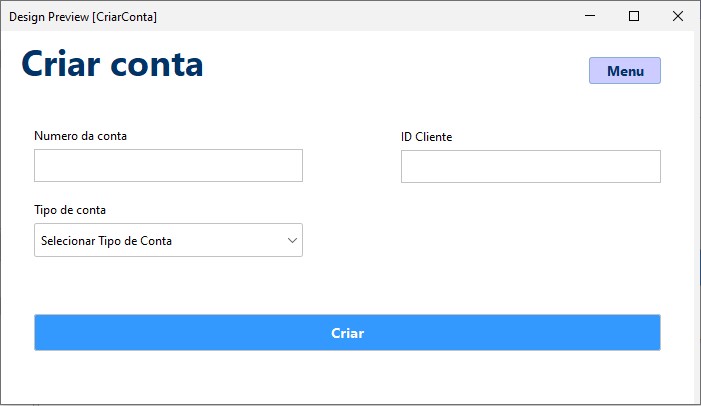 Design Preview [CriarConta]
Criar conta
Menu
Numero da conta
ID Cliente
Tipo de conta
Selecionar Tipo de Conta
Criar